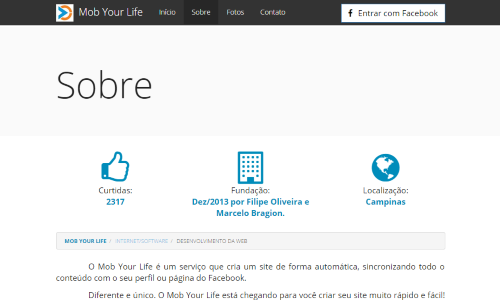 Mob Your Life Início Sobre Fotos Contato Entrar com Facebook
Sobre
Curtidas: Fundação: Localização:
2317 Dez/2013 por Filipe Oliveira e Campinas
Marcelo Bragion.
MOB YOUR LIFE / INTERNET/SOFTWARE / DESENVOLVIMENTO DA WEB
O Mob Your Life é um serviço que cria um site de forma automática, sincronizando todo o
conteúdo com o seu perfil ou página do Facebook.
Diferente e único. O Mob Your Life está chegando para você criar seu site muito rápido e fácil!